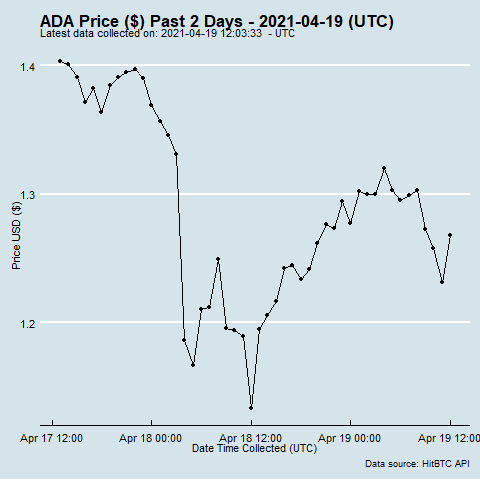 ADA Price ($) Past 2 Days - 2021-04-19 (UTC)
Latest data collected on: 2021-04-19 12:03:33 - UTC
1.4
1.3
1.2
Price USD ($)
Apr 17 12:00 Apr 18 00:00 Apr 18 12:00 Apr 19 00:00 Apr 19 12:00
Date Time Collected (UTC)
Data source: HitBTC API